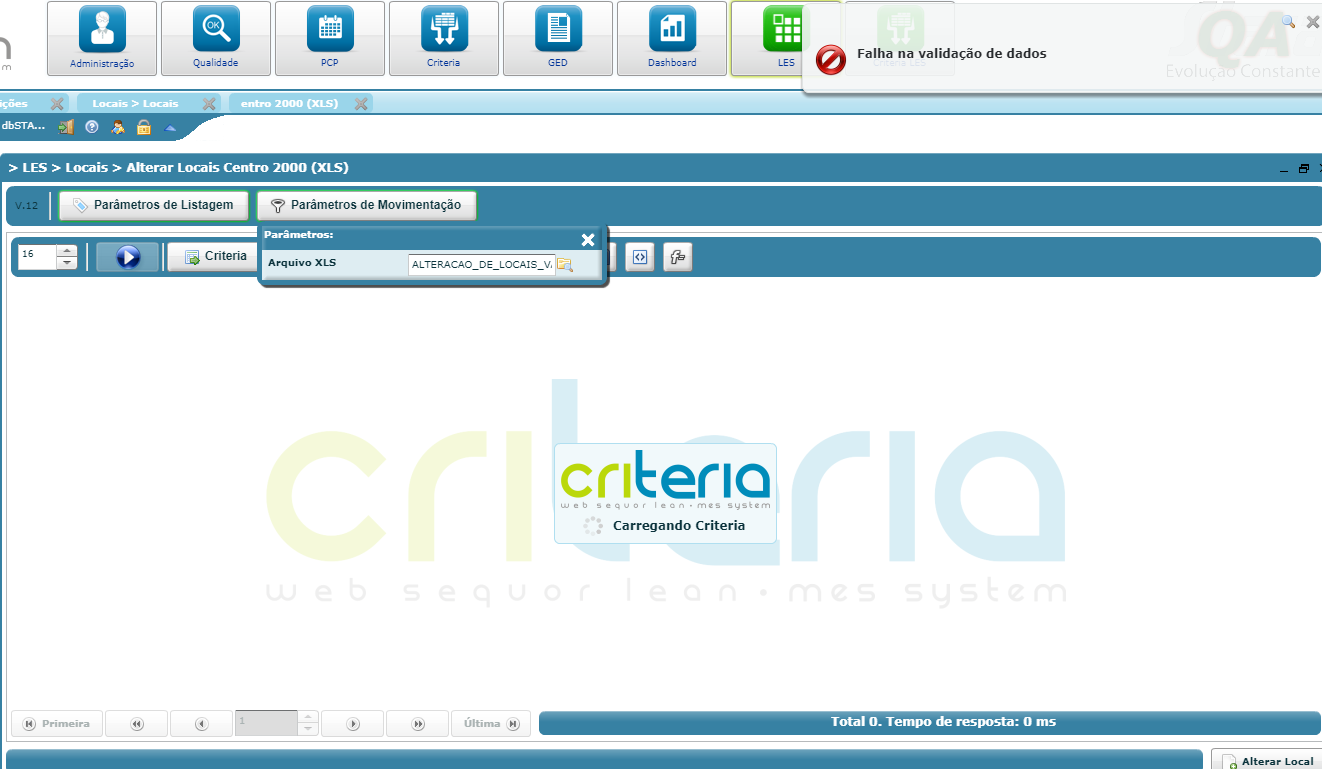 Administração
OK
Qualidade
PCP
Criteria
GED
Dashboard
LES
Criteria LES
QA
Evolução Constante
Falha na validação de dados
ições
Locais > Locais
entro 2000 (XLS)
dbSTA...
> LES > Locais > Alterar Locais Centro 2000 (XLS)
V.12
Parâmetros de Listagem
Parâmetros de Movimentação
16
Criteria
Parâmetros:
Arquivo XLS
ALTERACAO_DE_LOCAIS_V.
criteria
web sequor lean · mes system
criteria
web sequor lean · mes system
Carregando Criteria
Primeira
1
Última
Total 0. Tempo de resposta: 0 ms
Alterar Local